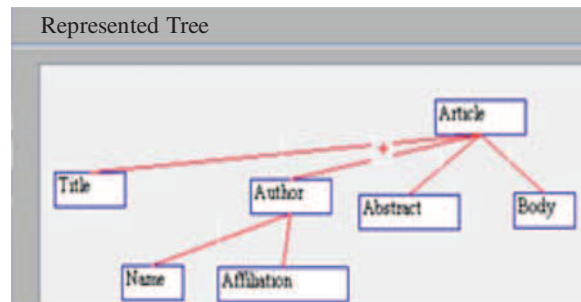 Represented Tree
Article
+
Title
Author
Abstract
Body
Name
Affiliation